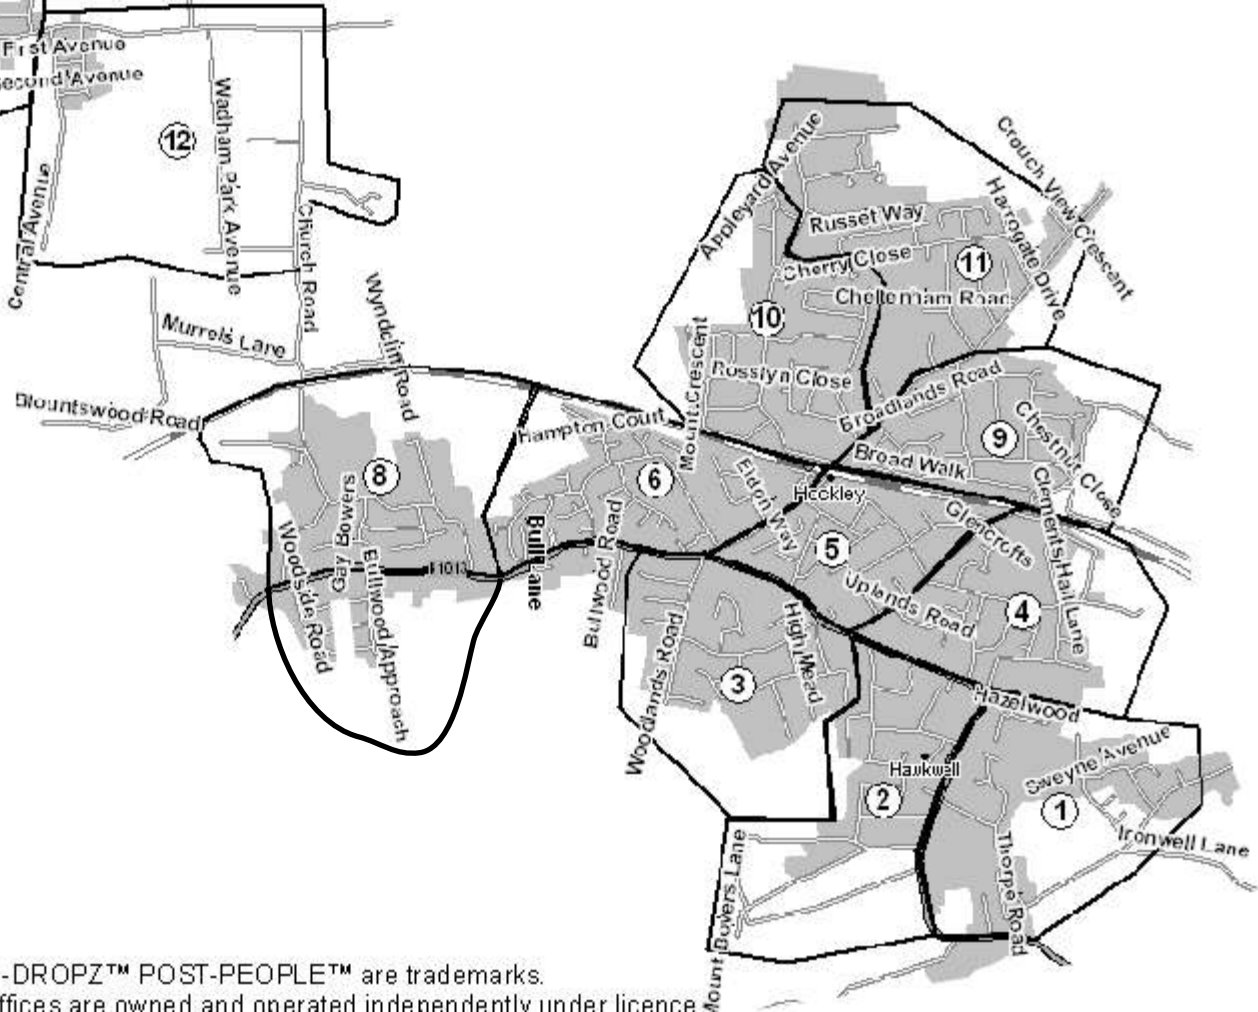 First Avenue
Second Avenue
Wadham Park Avenue
12
Central Avenue
Church Road
Appleyard Avenue
Crouch View Crescent
Harrogate Drive
Russet Way
Cherry Close
11
Cheltenham Road
10
Wyndcliff Road
Murrels Lane
Mount Crescent
Rosslyn Close
Broadlands Road
Blountswood Road
Hampton Court
Chestnut Close
9
Broad Walk
8
6
Eldon Way
Hockley
Clements Hall Lane
Gay Bowers
Woodside Road
Bullwood Approach
Bull Lane
Bullwood Road
5
Glencrofts
Uplands Road
4
High Mead
Woodlands Road
3
Hazelwood
Hawkwell
Sweyne Avenue
2
1
Ironwell Lane
Thorpe Road
Mount Bovers Lane
-DROPZ™ POST-PEOPLE™ are trademarks.
ffices are owned and operated independently under licence